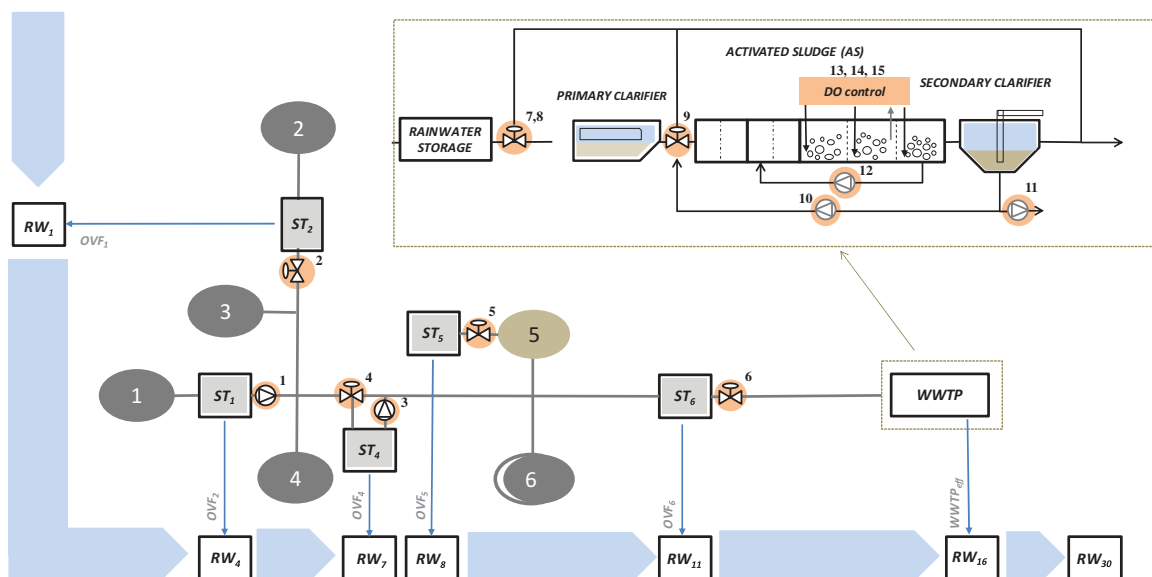 ACTIVATED SLUDGE (AS)
13, 14, 15
DO control
SECONDARY CLARIFIER
PRIMARY CLARIFIER
7,8
9
RAINWATER
STORAGE
12
10
11
2
ST2
RW1
OVF1
2
3
5
ST5
5
1
ST1
1
4
3
ST4
ST6
6
WWTP
4
6
OVF2
OVF4
OVF5
OVF6
WWTPeff
RW4
RW7
RW8
RW11
RW16
RW30